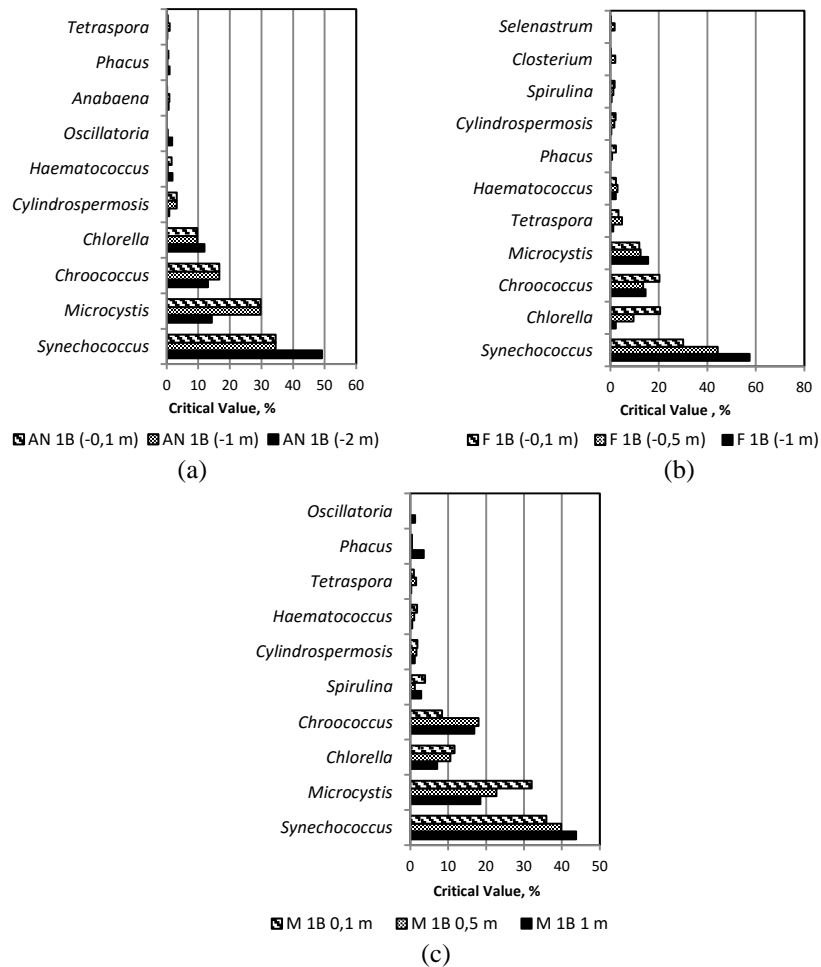 Tetraspora
Phacus
Anabaena
Oscillatoria
Haematococcus
Cylindrospermosis
Chlorella
Chroococcus
Microcystis
Synechococcus
0 10 20 30 40 50 60
Critical Value, %
AN 1B (-0,1 m) AN 1B (-1 m) AN 1B (-2 m)
(a)
Selenastrum
Closterium
Spirulina
Cylindrospermosis
Phacus
Haematococcus
Tetraspora
Microcystis
Chroococcus
Chlorella
Synechococcus
0 20 40 60 80
Critical Value , %
F 1B (-0,1 m) F 1B (-0,5 m) F 1B (-1 m)
(b)
Oscillatoria
Phacus
Tetraspora
Haematococcus
Cylindrospermosis
Spirulina
Chroococcus
Chlorella
Microcystis
Synechococcus
0 10 20 30 40 50
Critical Value, %
M 1B 0,1 m M 1B 0,5 m M 1B 1 m
(c)